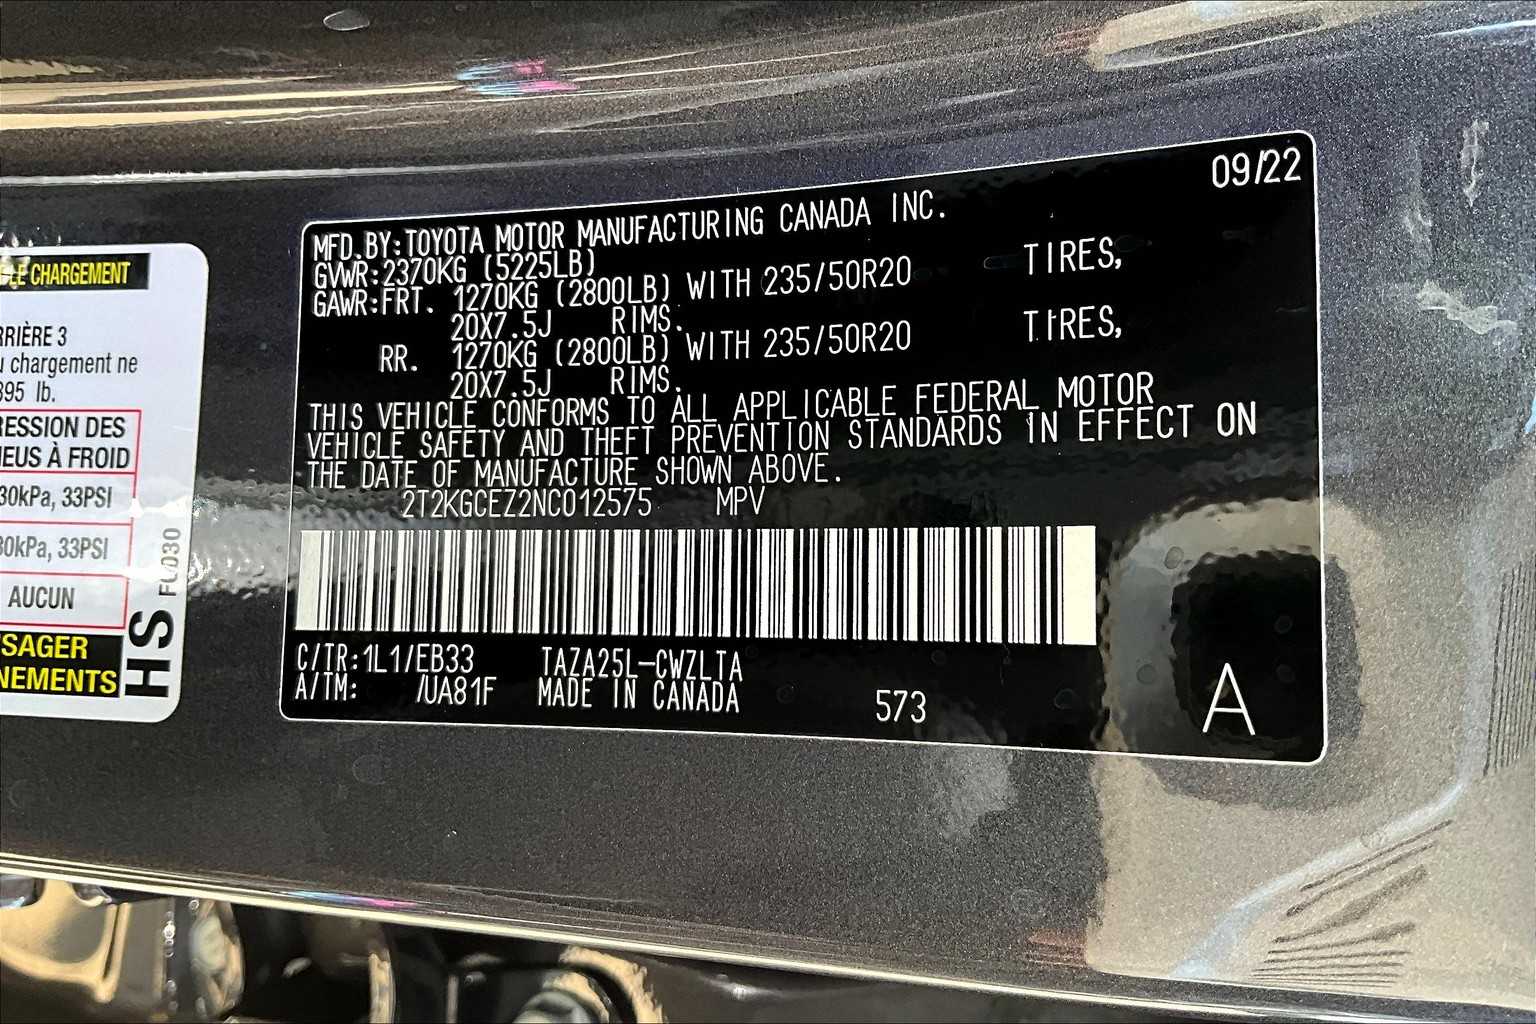 LE CHARGEMENT
RRIÈRE 3
u chargement ne
395 lb.
RESSION DES
NEUS À FROID
30kPa, 33PSI
30kPa, 33PSI
AUCUN
SAGER
NEMENTS
HS
09/22
MFD.BY:TOYOTA MOTOR MANUFACTURING CANADA INC.
GVWR:2370KG (5225LB)
GAWR:FRT. 1270KG (2800LB) WITH 235/50R20 TIRES,
20X7.5J RIMS.
RR. 1270KG (2800LB) WITH 235/50R20 TIRES,
20X7.5J RIMS.
THIS VEHICLE CONFORMS TO ALL APPLICABLE FEDERAL MOTOR
VEHICLE SAFETY AND THEFT PREVENTION STANDARDS IN EFFECT ON
THE DATE OF MANUFACTURE SHOWN ABOVE.
2T2KGCEZ2NC012575 MPV
C/TR:1L1/EB33 TAZA25L-CWZLTA
A/TM: /UA81F MADE IN CANADA 573 A